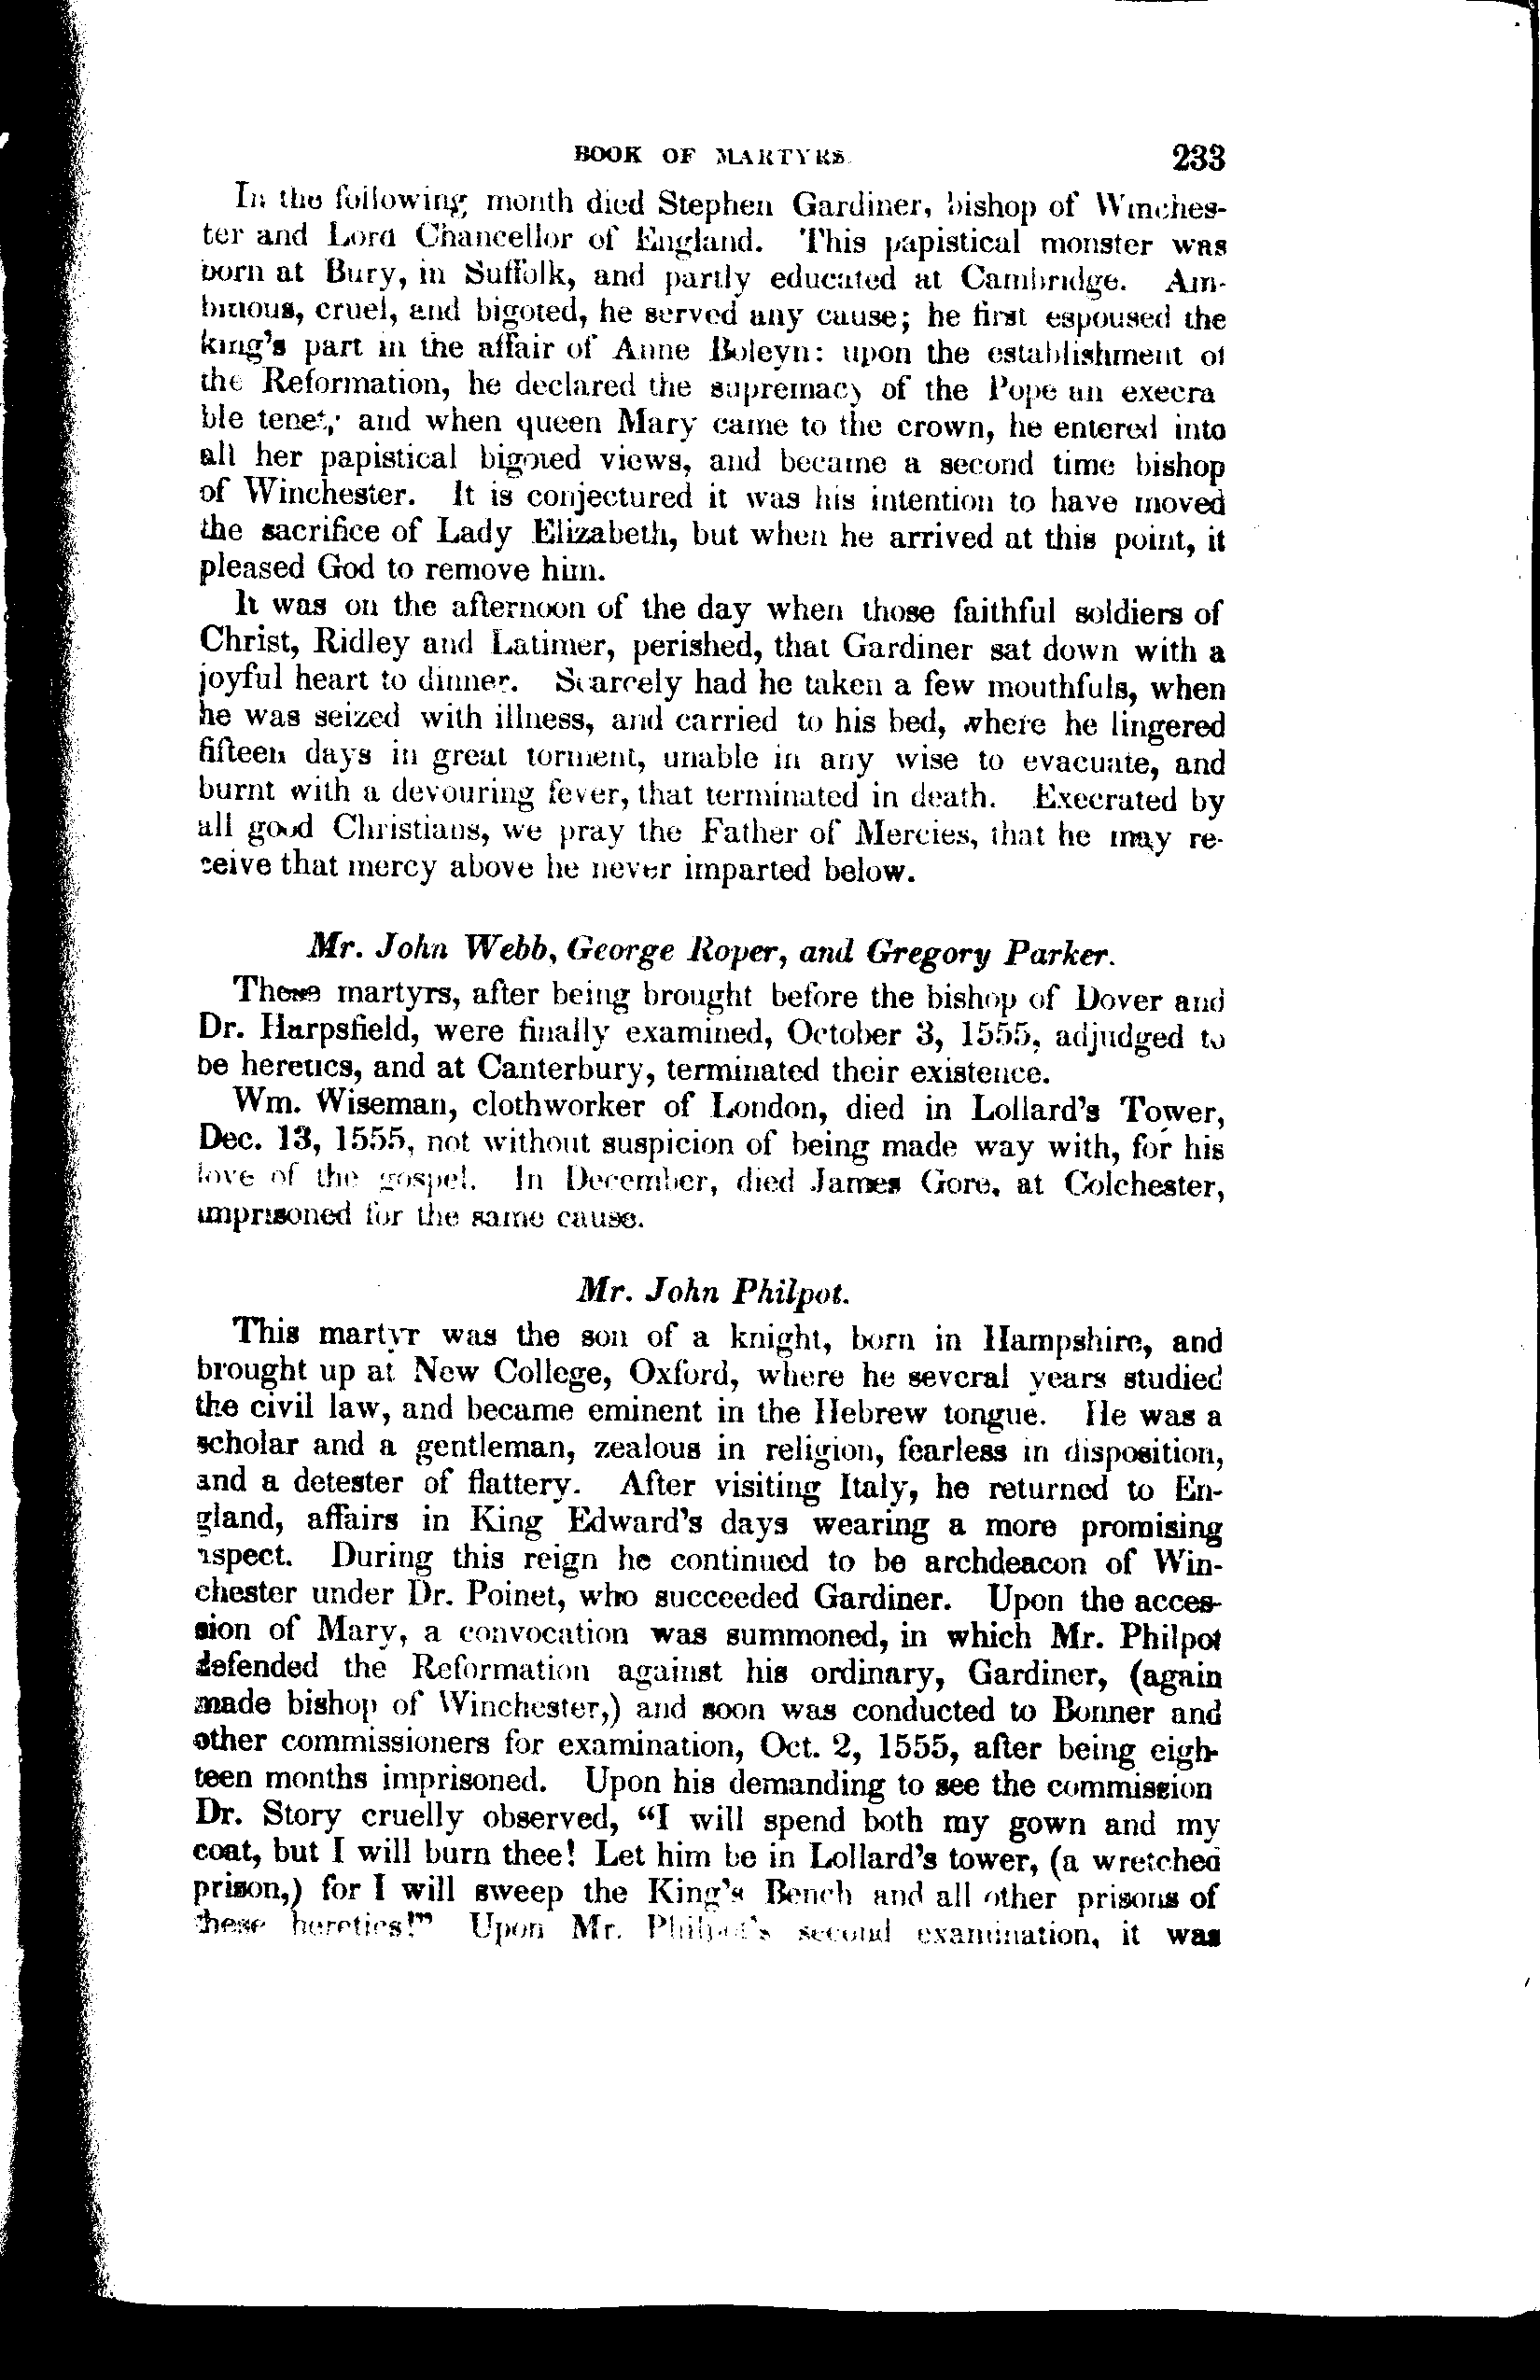 BOOK OF MARTYRS. 233
In the following month died Stephen Gardiner, bishop of Winches-
ter and Lord Chancellor of England. This papistical monster was
born at Bury, in Suffolk, and partly educated at Cambridge. Am-
bitious, cruel, and bigoted, he served any cause; he first espoused the
king's part in the affair of Anne Boleyn: upon the establishment of
the Reformation, he declared the supremacy of the Pope an execra
ble tenet; and when queen Mary came to the crown, he entered into
all her papistical bigoted views, and became a second time bishop
of Winchester. It is conjectured it was his intention to have moved
the sacrifice of Lady Elizabeth, but when he arrived at this point, it
pleased God to remove him.
It was on the afternoon of the day when those faithful soldiers of
Christ, Ridley and Latimer, perished, that Gardiner sat down with a
joyful heart to dinner. Scarcely had he taken a few mouthfuls, when
he was seized with illness, and carried to his bed, where he lingered
fifteen days in great torment, unable in any wise to evacuate, and
burnt with a devouring fever, that terminated in death. Execrated by
all good Christians, we pray the Father of Mercies, that he may re-
ceive that mercy above he never imparted below.
Mr. John Webb, George Roper, and Gregory Parker.
These martyrs, after being brought before the bishop of Dover and
Dr. Harpsfield, were finally examined, October 3, 1555, adjudged to
be heretics, and at Canterbury, terminated their existence.
Wm. Wiseman, clothworker of London, died in Lollard's Tower,
Dec. 13, 1555, not without suspicion of being made way with, for his
love of the gospel. In December, died James Gore, at Colchester,
imprisoned for the same cause.
Mr. John Philpot.
This martyr was the son of a knight, born in Hampshire, and
brought up at New College, Oxford, where he several years studied
the civil law, and became eminent in the Hebrew tongue. He was a
scholar and a gentleman, zealous in religion, fearless in disposition,
and a detester of flattery. After visiting Italy, he returned to En-
gland, affairs in King Edward's days wearing a more promising
aspect. During this reign he continued to be archdeacon of Win-
chester under Dr. Poinet, who succeeded Gardiner. Upon the acces-
sion of Mary, a convocation was summoned, in which Mr. Philpot
defended the Reformation against his ordinary, Gardiner, (again
made bishop of Winchester,) and soon was conducted to Bonner and
other commissioners for examination, Oct. 2, 1555, after being eigh-
teen months imprisoned. Upon his demanding to see the commission
Dr. Story cruelly observed, "I will spend both my gown and my
coat, but I will burn thee! Let him be in Lollard's tower, (a wretched
prison,) for I will sweep the King's Bench and all other prisons of
these heretics!" Upon Mr. Philpot's second examination, it was